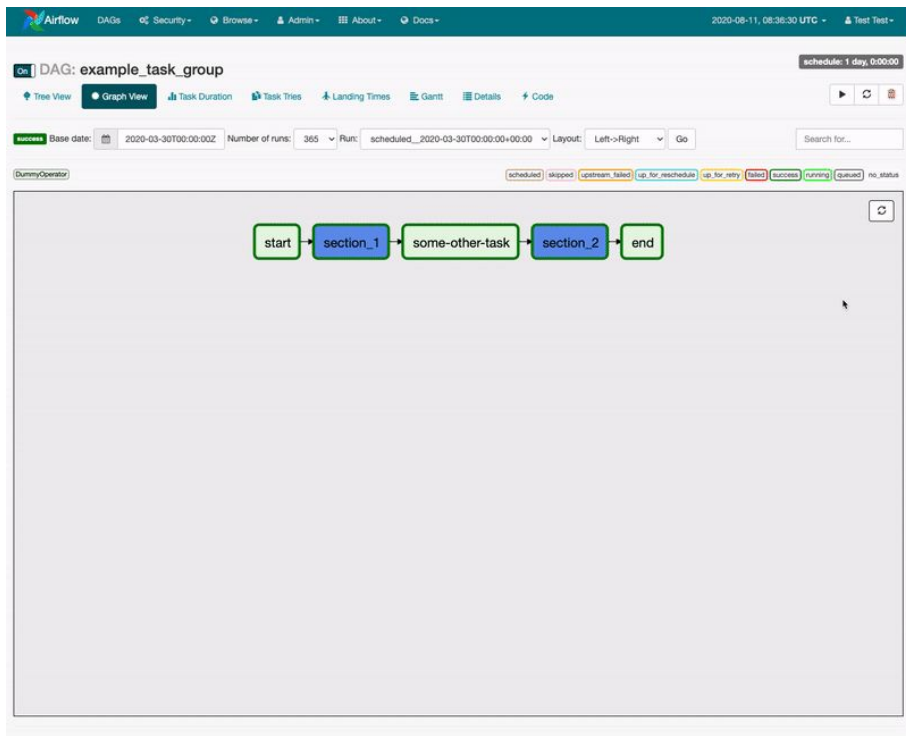 Airflow DAGs Security Browse Admin About Docs 2020-08-11, 08:36:30 UTC Test Test
schedule: 1 day, 0:00:00
On DAG: example_task_group
Tree View Graph View Task Duration Task Tries Landing Times Gantt Details Code
success Base date: 2020-03-30T00:00:00Z Number of runs: 365 Run: scheduled__2020-03-30T00:00:00+00:00 Layout: Left->Right Go Search for...
DummyOperator scheduled skipped upstream_failed up_for_reschedule up_for_retry failed success running queued no_status
start section_1 some-other-task section_2 end